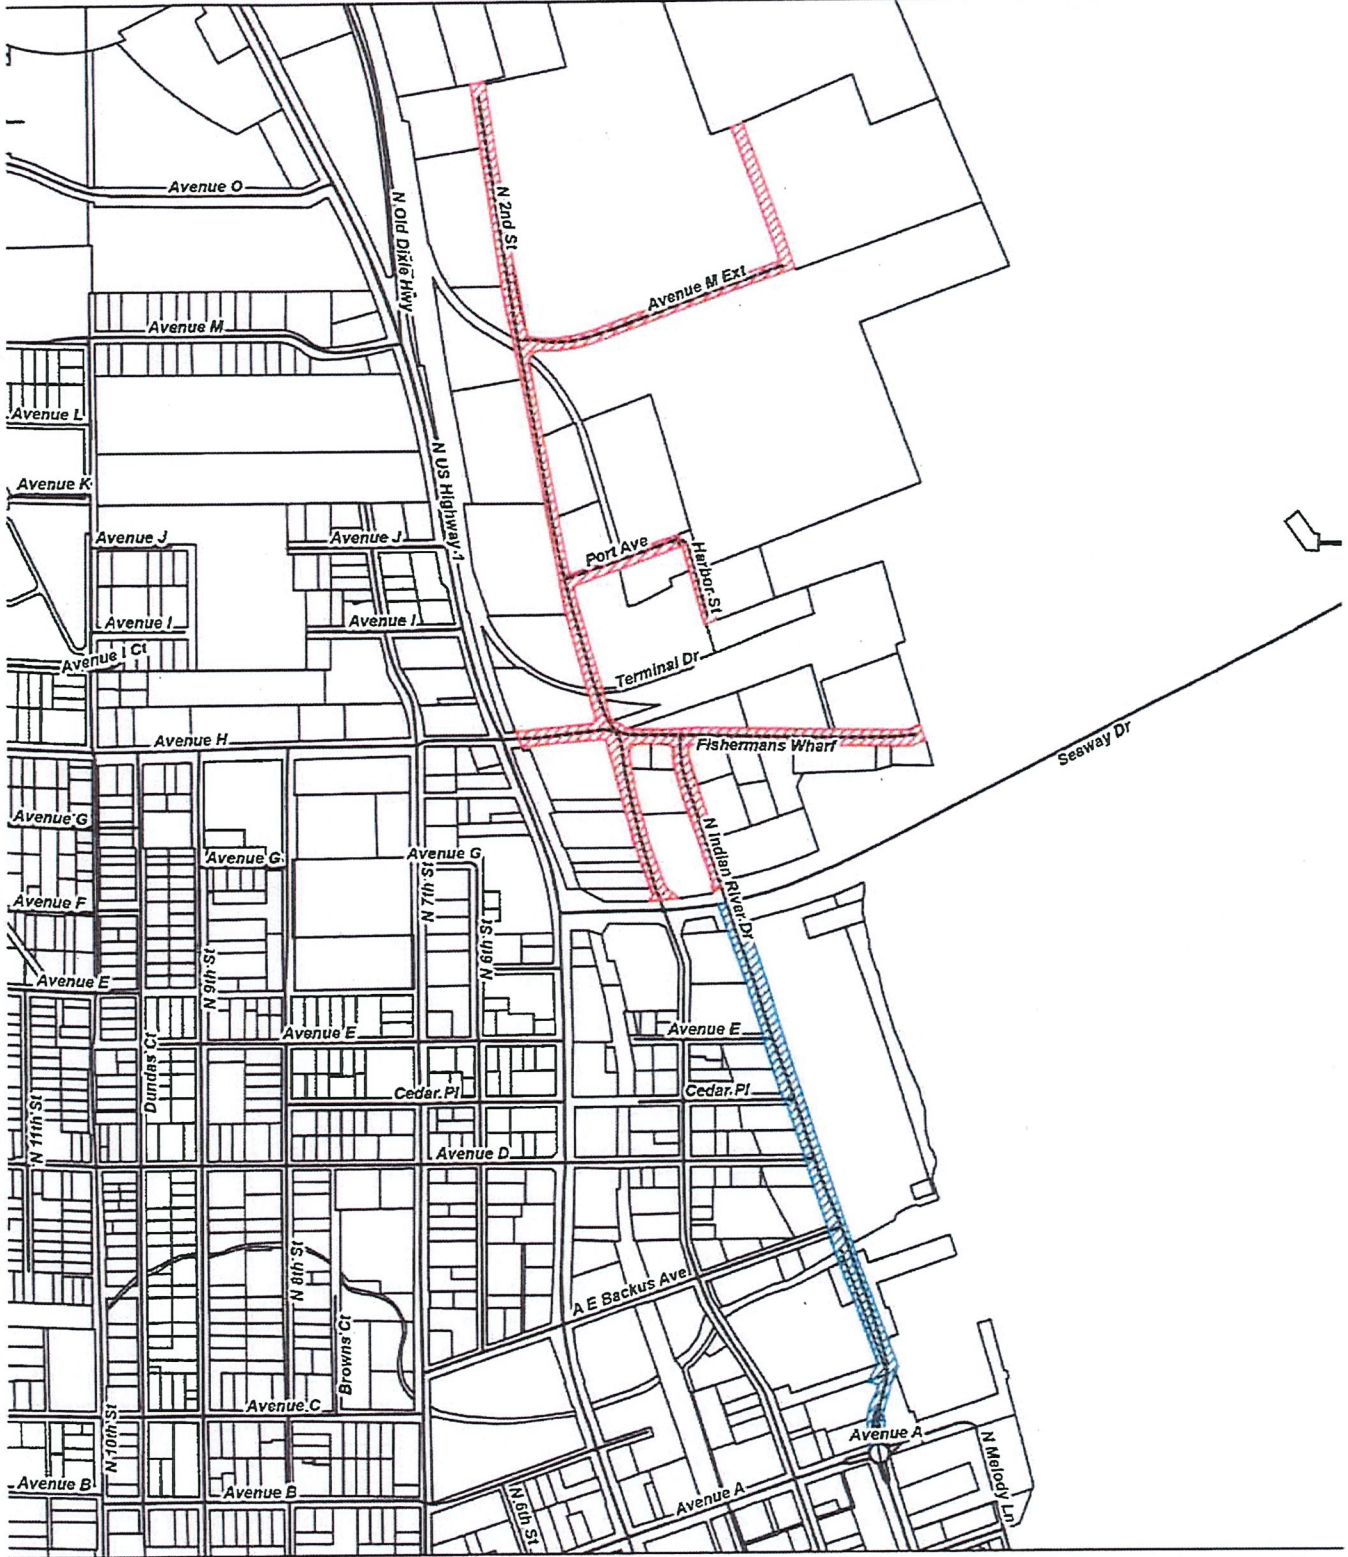 Avenue O
N Old Dixie Hwy
N 2nd St
Avenue M Ext
Avenue M
Avenue L
N US Highway 1
Avenue K
Avenue J
Avenue J
Port Ave
Harbor St
Avenue I
Avenue I
Avenue I Ct
Terminal Dr
Avenue H
Fishermans Wharf
Seaway Dr
Avenue G
Avenue G
Avenue G
N Indian River Dr
N 7th St
Avenue F
N 6th St
N 9th St
Avenue E
Avenue E
Avenue E
Dundas Ct
Cedar Pl
Cedar Pl
N 11th St
Avenue D
N 8th St
A E Backus Ave
Browns Ct
Avenue C
N 10th St
Avenue A
N Melody Ln
Avenue B
Avenue B
Avenue A
N 6th St